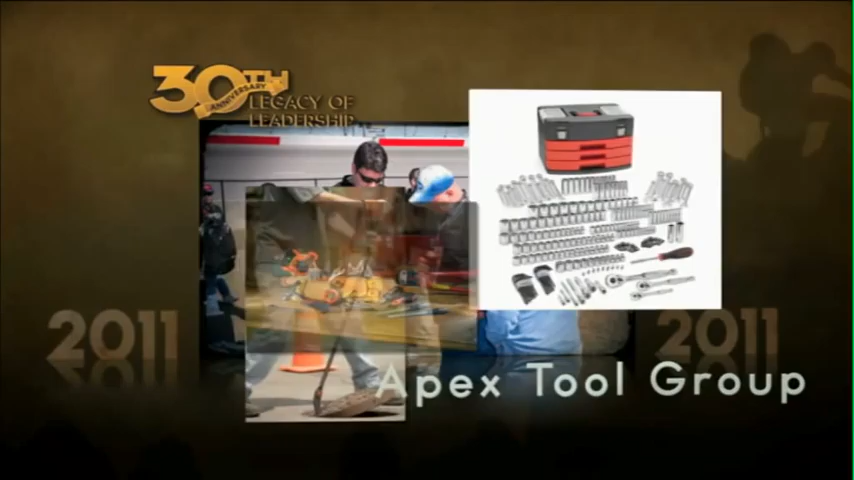 30TH
ANNIVERSARY
LEGACY OF
LEADERSHIP
2011
2011
Apex Tool Group